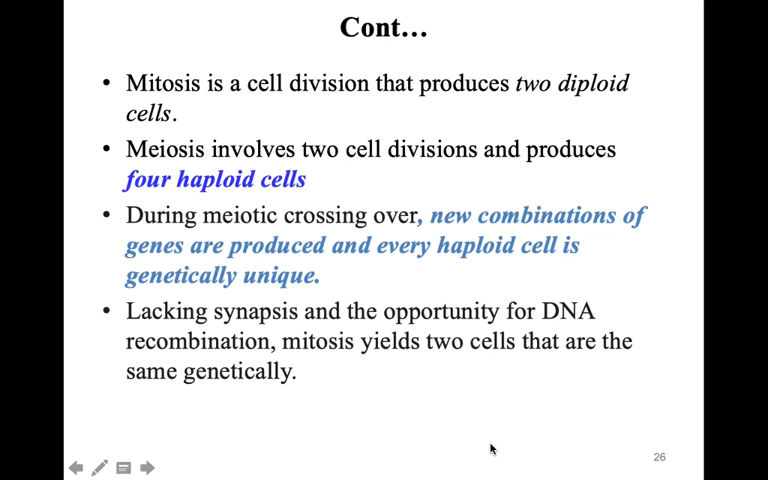 Cont…
• Mitosis is a cell division that produces two diploid
cells.
• Meiosis involves two cell divisions and produces
four haploid cells
• During meiotic crossing over, new combinations of
genes are produced and every haploid cell is
genetically unique.
• Lacking synapsis and the opportunity for DNA
recombination, mitosis yields two cells that are the
same genetically.
26